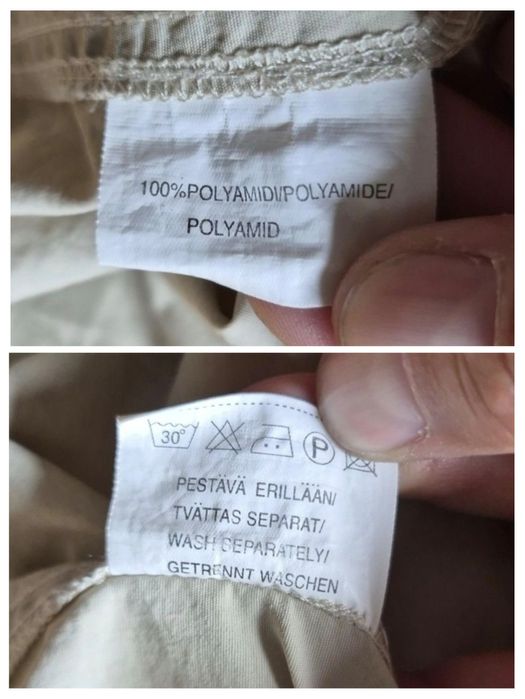 100%POLYAMIDI/POLYAMIDE/
POLYAMID
30°
P
PESTÄVÄ ERILLÄÄN/
TVÄTTAS SEPARAT/
WASH SEPARATELY/
GETRENNT WASCHEN